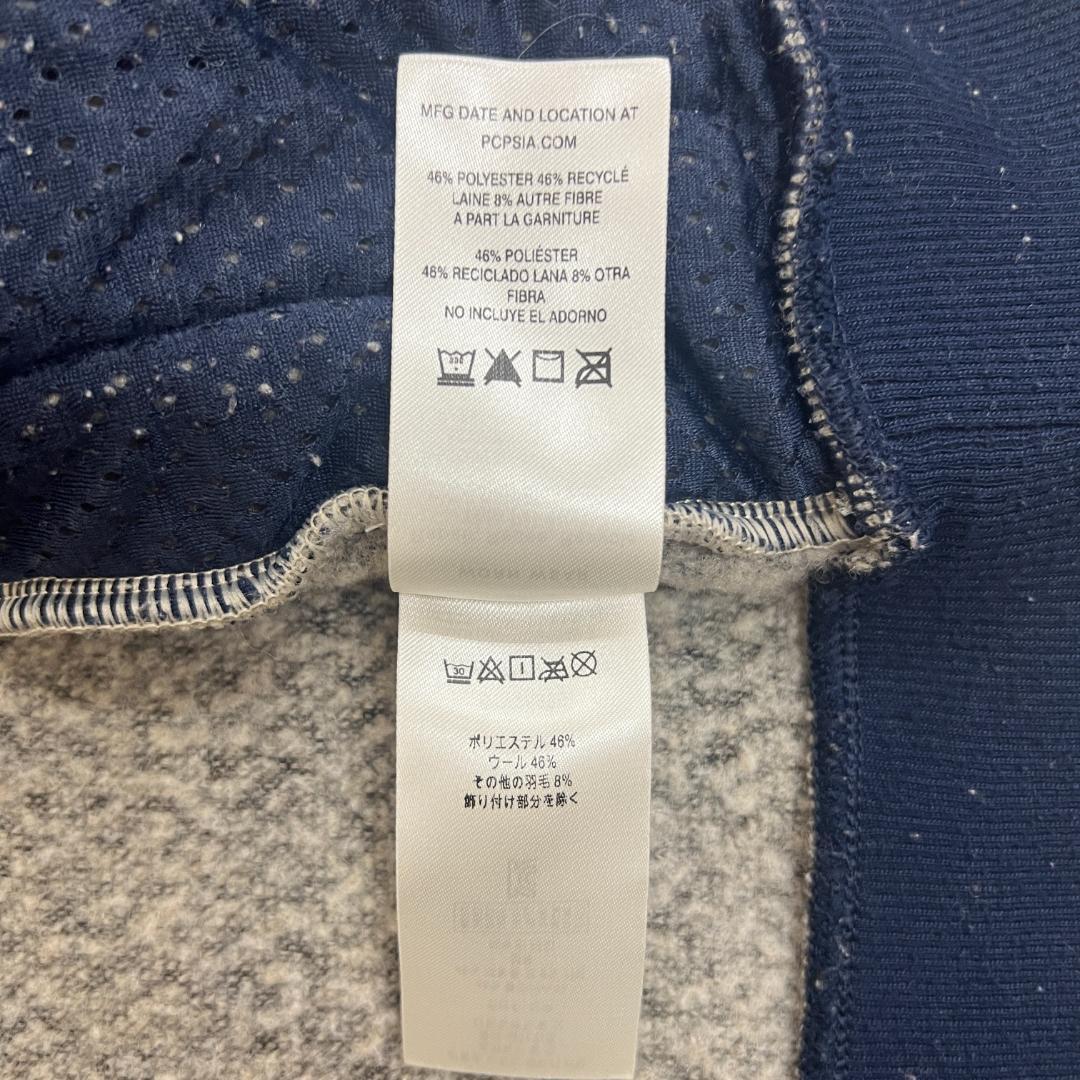 MFG DATE AND LOCATION AT
PCPSIA.COM
46% POLYESTER 46% RECYCLÉ
LAINE 8% AUTRE FIBRE
A PART LA GARNITURE
46% POLIÉSTER
46% RECICLADO LANA 8% OTRA
FIBRA
NO INCLUYE EL ADORNO
30
ポリエステル 46%
ウール 46%
その他の羽毛 8%
飾り付け部分を除く